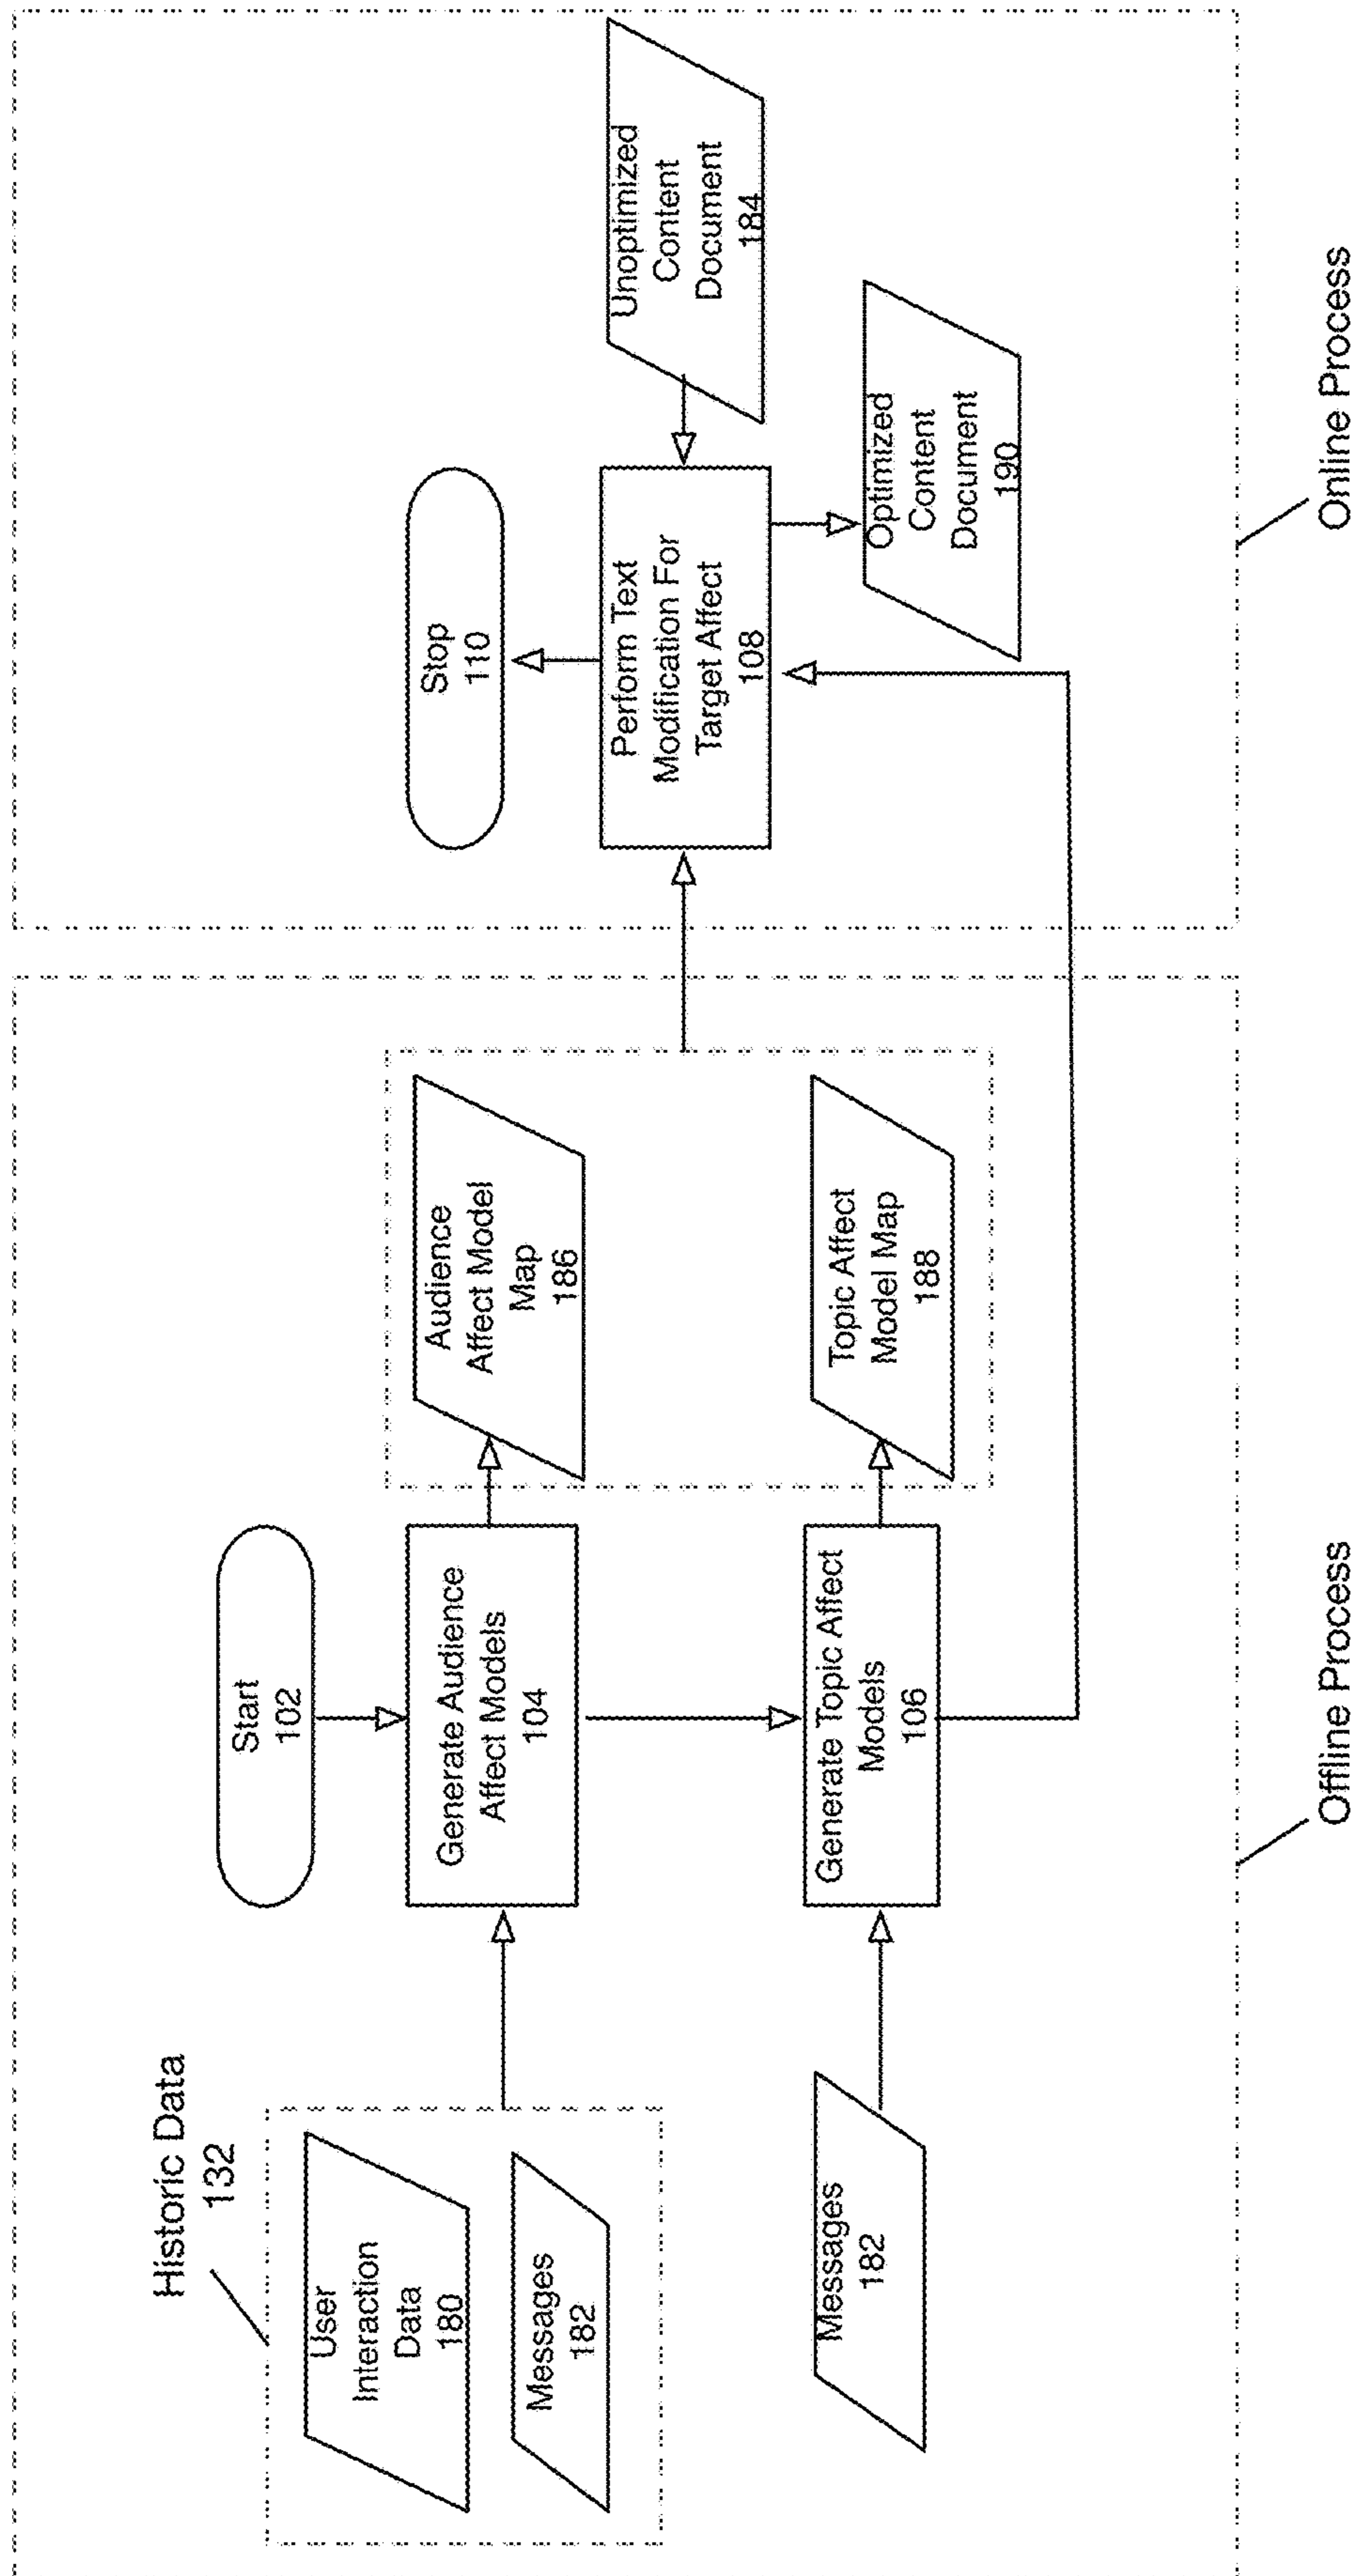 Historic Data
132
User
Interaction
Data
180
Messages
182
Messages
182
Start
102
Generate Audience
Affect Models
104
Generate Topic Affect
Models
106
Audience
Affect Model
Map
186
Topic Affect
Model Map
188
Offline Process
Stop
110
Perform Text
Modification For
Target Affect
108
Unoptimized
Content
Document
184
Optimized
Content
Document
190
Online Process